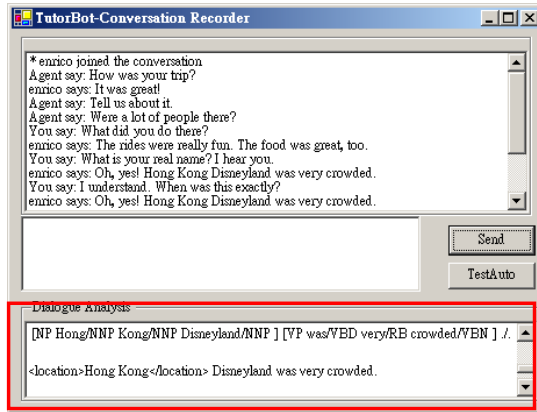 TutorBot-Conversation Recorder
* enrico joined the conversation
Agent say: How was your trip?
enrico says: It was great!
Agent say: Tell us about it.
Agent say: Were a lot of people there?
You say: What did you do there?
enrico says: The rides were really fun. The food was great, too.
You say: What is your real name? I hear you.
enrico says: Oh, yes! Hong Kong Disneyland was very crowded.
You say: I understand. When was this exactly?
enrico says: Oh, yes! Hong Kong Disneyland was very crowded.
Send
TestAuto
Dialogue Analysis
[NP Hong/NNP Kong/NNP Disneyland/NNP ] [VP was/VBD very/RB crowded/VBN ] ./.
<location>Hong Kong</location> Disneyland was very crowded.